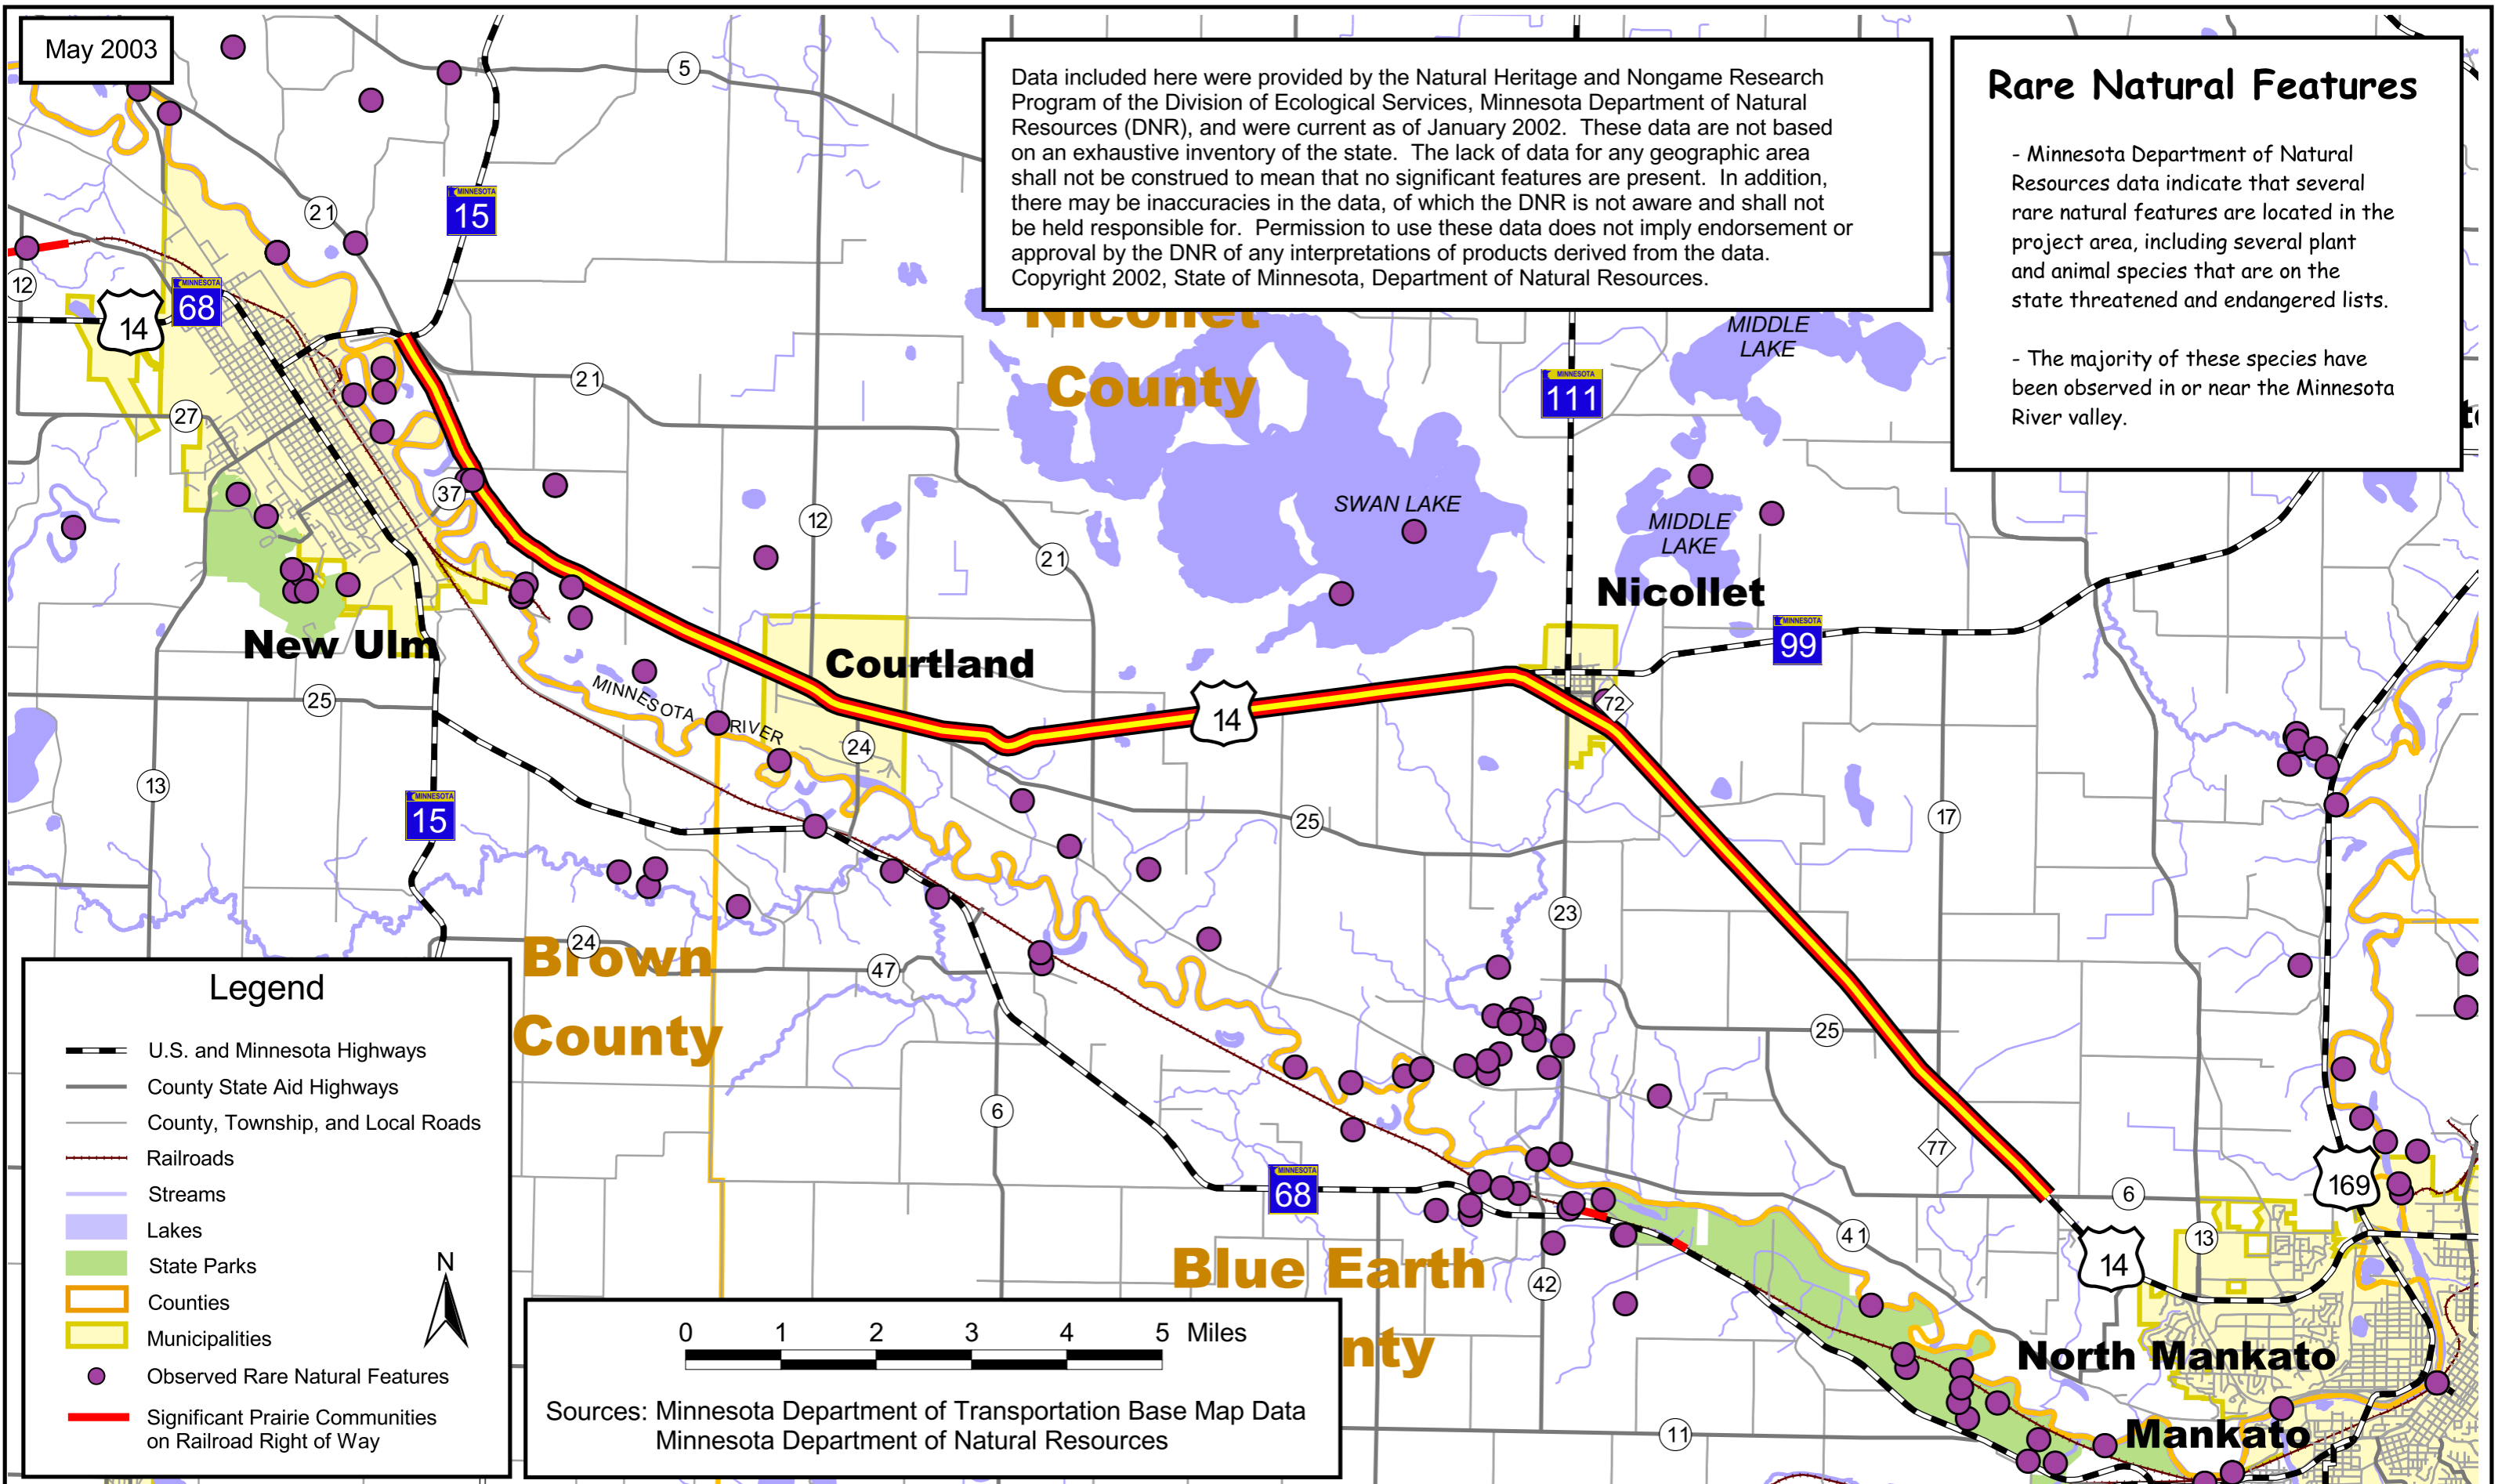 May 2003
Data included here were provided by the Natural Heritage and Nongame Research
Program of the Division of Ecological Services, Minnesota Department of Natural
Resources (DNR), and were current as of January 2002. These data are not based
on an exhaustive inventory of the state. The lack of data for any geographic area
shall not be construed to mean that no significant features are present. In addition,
there may be inaccuracies in the data, of which the DNR is not aware and shall not
be held responsible for. Permission to use these data does not imply endorsement or
approval by the DNR of any interpretations of products derived from the data.
Copyright 2002, State of Minnesota, Department of Natural Resources.
Rare Natural Features
- Minnesota Department of Natural
Resources data indicate that several
rare natural features are located in the
project area, including several plant
and animal species that are on the
state threatened and endangered lists.
- The majority of these species have
been observed in or near the Minnesota
River valley.
5
MINNESOTA
15
21
12
MINNESOTA
68
14
Nicollet
County
MIDDLE
LAKE
21
MINNESOTA
111
27
37
12
SWAN LAKE
MIDDLE
LAKE
21
Nicollet
New Ulm
Courtland
MINNESOTA
99
25
MINNESOTA
RIVER
14
72
24
13
MINNESOTA
15
25
17
23
Brown
County
24
47
25
6
77
MINNESOTA
68
6
169
Blue Earth
nty
42
41
13
14
North Mankato
Mankato
11
Legend
U.S. and Minnesota Highways
County State Aid Highways
County, Township, and Local Roads
Railroads
Streams
Lakes
State Parks
Counties
Municipalities
Observed Rare Natural Features
Significant Prairie Communities
on Railroad Right of Way
N
0 1 2 3 4 5 Miles
Sources: Minnesota Department of Transportation Base Map Data
Minnesota Department of Natural Resources